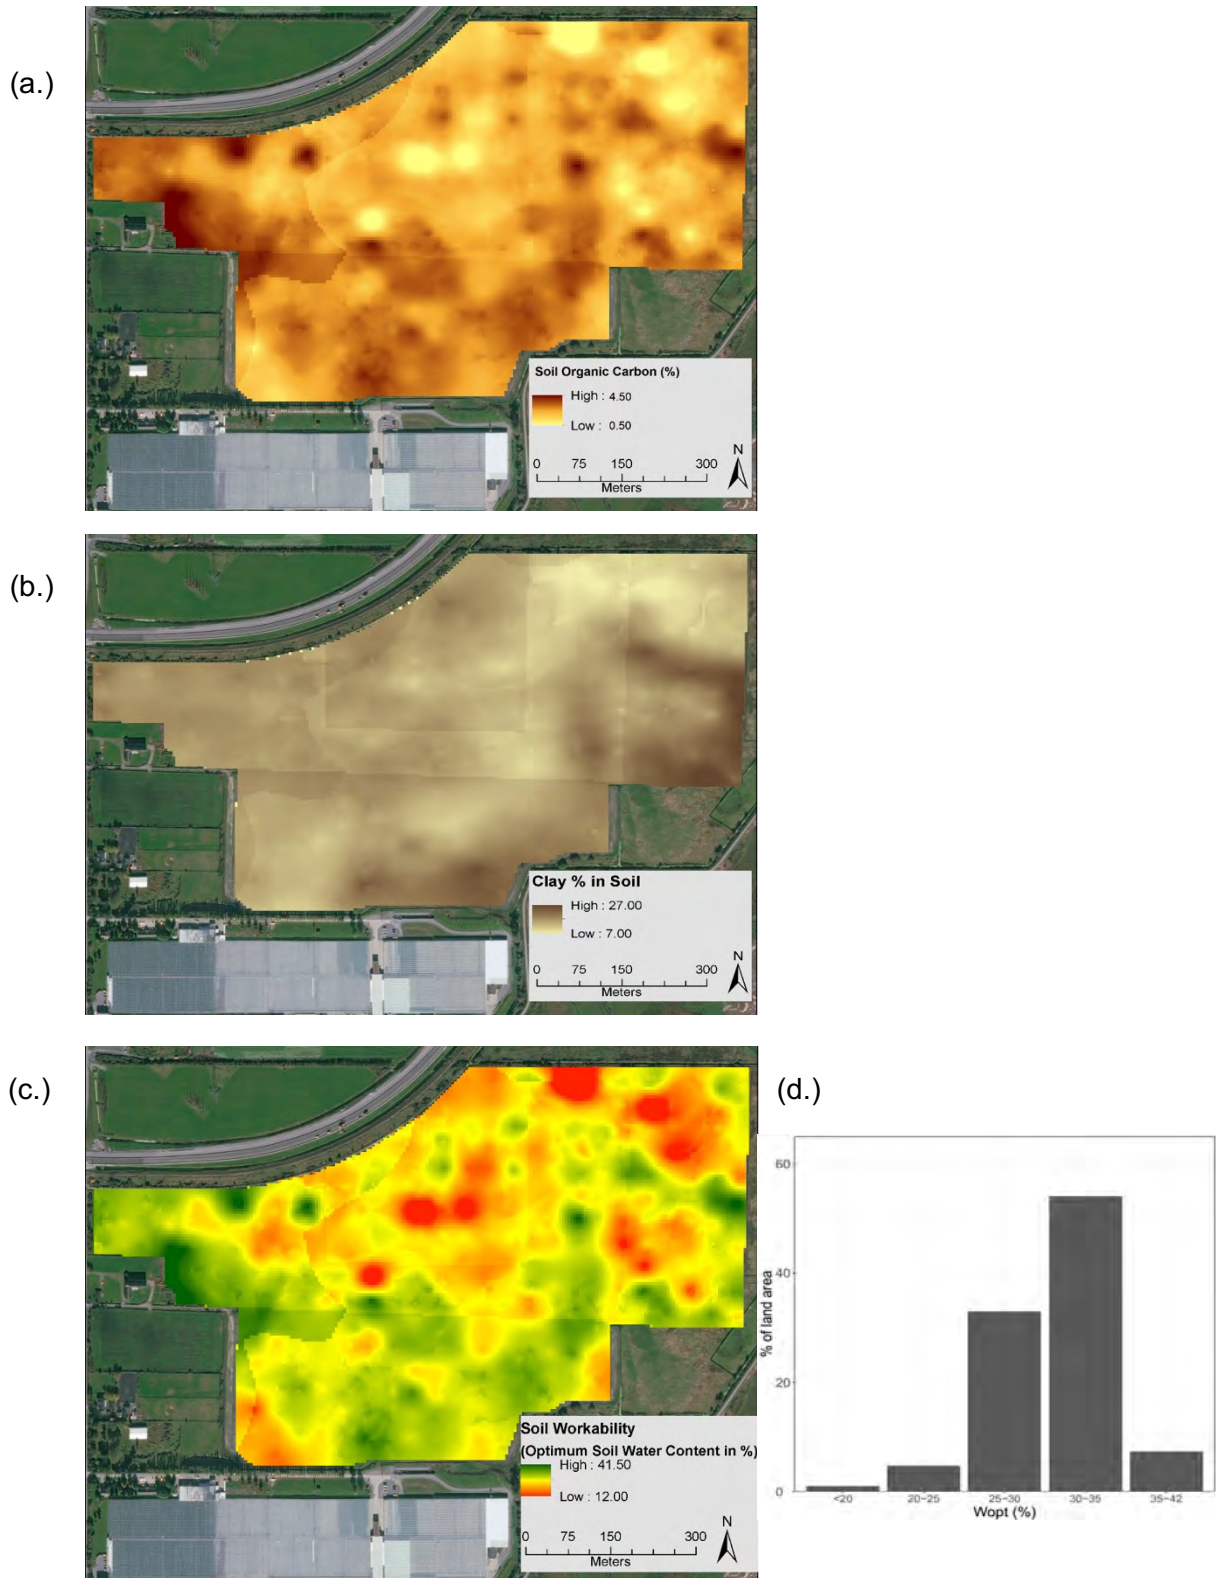 (a.)
Soil Organic Carbon (%)
High : 4.50
Low : 0.50
N
0 75 150 300
Meters
(b.)
Clay % in Soil
High : 27.00
Low : 7.00
N
0 75 150 300
Meters
(c.)
Soil Workability
(Optimum Soil Water Content in %)
High : 41.50
Low : 12.00
N
0 75 150 300
Meters
(d.)
% of land area
60
40
20
0
<20 20-25 25-30 30-35 35-42
Wopt (%)